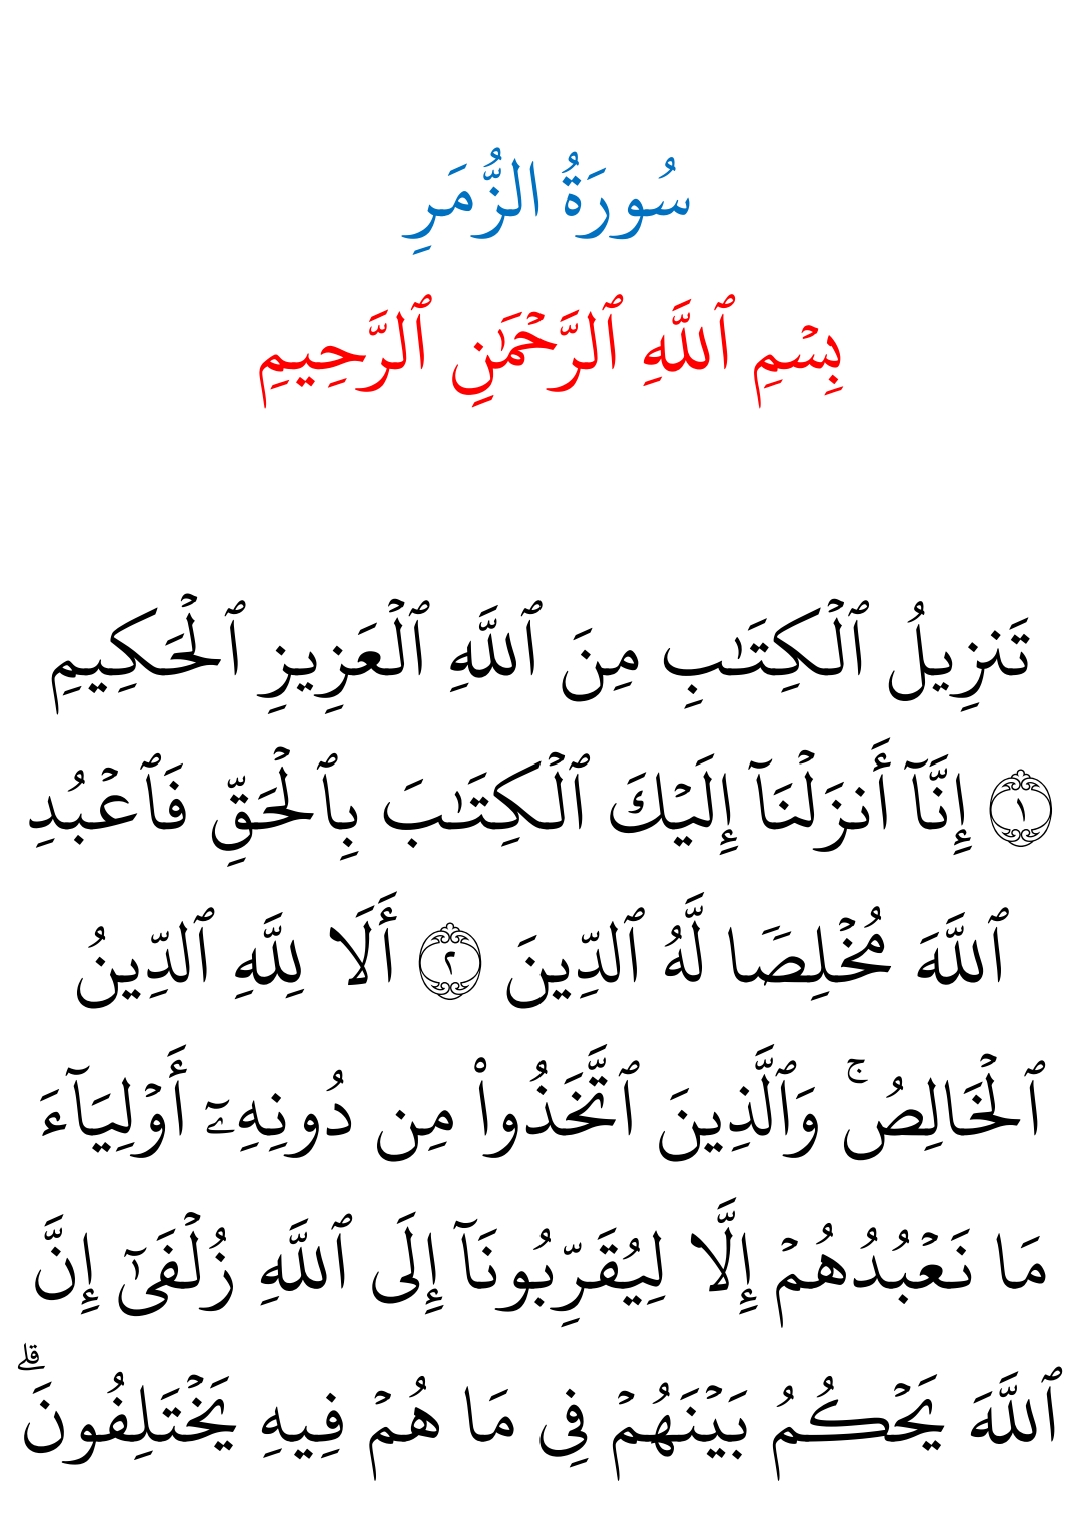 سُورَةُ الزُّمَرِ
بِسۡمِ ٱللَّهِ ٱلرَّحۡمَٰنِ ٱلرَّحِيمِ
تَنزِيلُ ٱلۡكِتَٰبِ مِنَ ٱللَّهِ ٱلۡعَزِيزِ ٱلۡحَكِيمِ
١ إِنَّآ أَنزَلۡنَآ إِلَيۡكَ ٱلۡكِتَٰبَ بِٱلۡحَقِّ فَٱعۡبُدِ
ٱللَّهَ مُخۡلِصٗا لَّهُ ٱلدِّينَ ٢ أَلَا لِلَّهِ ٱلدِّينُ
ٱلۡخَالِصُۚ وَٱلَّذِينَ ٱتَّخَذُواْ مِن دُونِهِۦٓ أَوۡلِيَآءَ
مَا نَعۡبُدُهُمۡ إِلَّا لِيُقَرِّبُونَآ إِلَى ٱللَّهِ زُلۡفَىٰٓ إِنَّ
ٱللَّهَ يَحۡكُمُ بَيۡنَهُمۡ فِي مَا هُمۡ فِيهِ يَخۡتَلِفُونَۗ